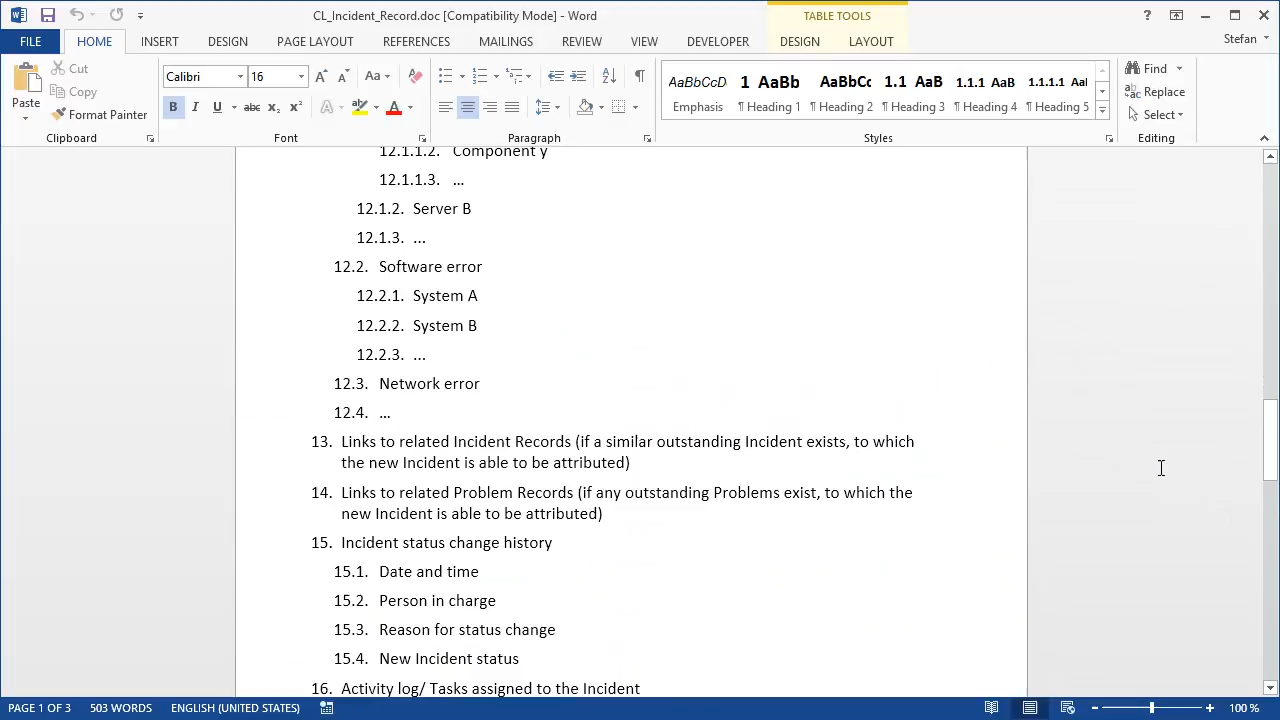 CL_Incident_Record.doc [Compatibility Mode] - Word
TABLE TOOLS
FILE HOME INSERT DESIGN PAGE LAYOUT REFERENCES MAILINGS REVIEW VIEW DEVELOPER DESIGN LAYOUT
Stefan
Paste
Cut
Copy
Format Painter
Clipboard
Calibri 16
Font
Paragraph
AaBbCcD 1 AaBb AaBbCc 1.1 AaB 1.1.1 AaB 1.1.1.1 Aal
Emphasis ¶ Heading 1 ¶ Heading 2 ¶ Heading 3 ¶ Heading 4 ¶ Heading 5
Styles
Find
Replace
Select
Editing
12.1.1.2. Component y
12.1.1.3. …
12.1.2. Server B
12.1.3. ...
12.2. Software error
12.2.1. System A
12.2.2. System B
12.2.3. ...
12.3. Network error
12.4. …
13. Links to related Incident Records (if a similar outstanding Incident exists, to which
the new Incident is able to be attributed)
14. Links to related Problem Records (if any outstanding Problems exist, to which the
new Incident is able to be attributed)
15. Incident status change history
15.1. Date and time
15.2. Person in charge
15.3. Reason for status change
15.4. New Incident status
16. Activity log/ Tasks assigned to the Incident
PAGE 1 OF 3 503 WORDS ENGLISH (UNITED STATES) 100 %